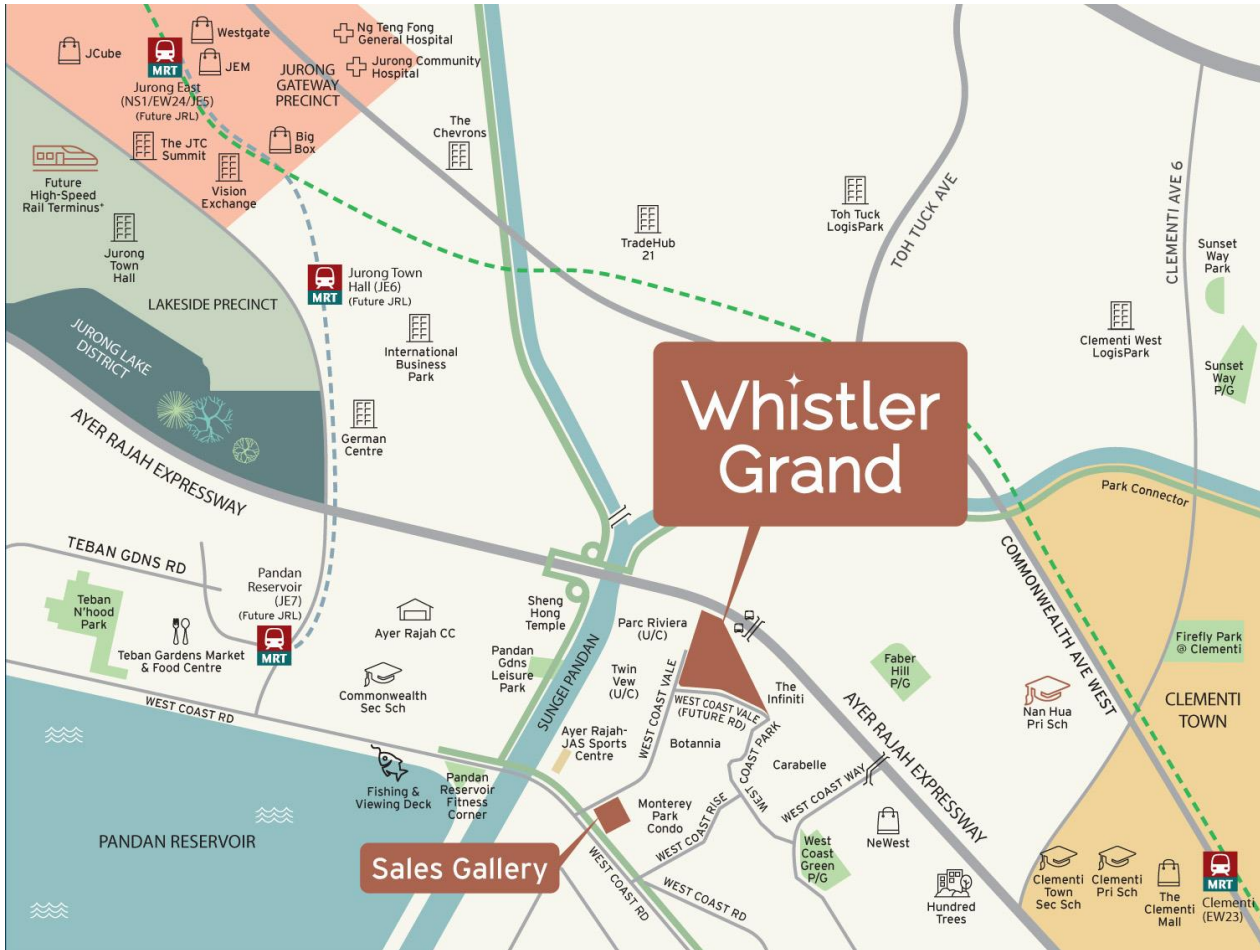 JCube
MRT
Jurong East
(NS1/EW24/JE5)
(Future JRL)
Westgate
JEM
JURONG
GATEWAY
PRECINCT
Ng Teng Fong
General Hospital
Jurong Community
Hospital
The JTC
Summit
Big
Box
Vision
Exchange
Future
High-Speed
Rail Terminus+
Jurong
Town
Hall
LAKESIDE PRECINCT
JURONG LAKE
DISTRICT
MRT
Jurong Town
Hall (JE6)
(Future JRL)
International
Business
Park
German
Centre
The
Chevrons
TradeHub
21
Toh Tuck
LogisPark
TOH TUCK AVE
CLEMENTI AVE 6
Sunset
Way
Park
Sunset
Way
P/G
Clementi West
LogisPark
Whistler
Grand
Park Connector
AYER RAJAH EXPRESSWAY
TEBAN GDNS RD
Pandan
Reservoir
(JE7)
(Future JRL)
MRT
Teban
N'hood
Park
Teban Gardens Market
& Food Centre
Ayer Rajah CC
Commonwealth
Sec Sch
WEST COAST RD
Sheng
Hong
Temple
Pandan
Gdns
Leisure
Park
SUNGEI PANDAN
Parc Riviera
(U/C)
Twin
Vew
(U/C)
WEST COAST VALE
WEST COAST VALE
(FUTURE RD)
The
Infiniti
Botannia
WEST COAST PARK
Carabelle
WEST COAST WAY
Ayer Rajah-
JAS Sports
Centre
Faber
Hill
P/G
AYER RAJAH EXPRESSWAY
COMMONWEALTH AVE WEST
Nan Hua
Pri Sch
Firefly Park
@ Clementi
CLEMENTI
TOWN
PANDAN RESERVOIR
Fishing &
Viewing Deck
Pandan
Reservoir
Fitness
Corner
Sales Gallery
Monterey
Park
Condo
WEST COAST RISE
WEST COAST RD
WEST COAST RD
West
Coast
Green
P/G
NeWest
Hundred
Trees
Clementi
Town
Sec Sch
Clementi
Pri Sch
The
Clementi
Mall
MRT
Clementi
(EW23)